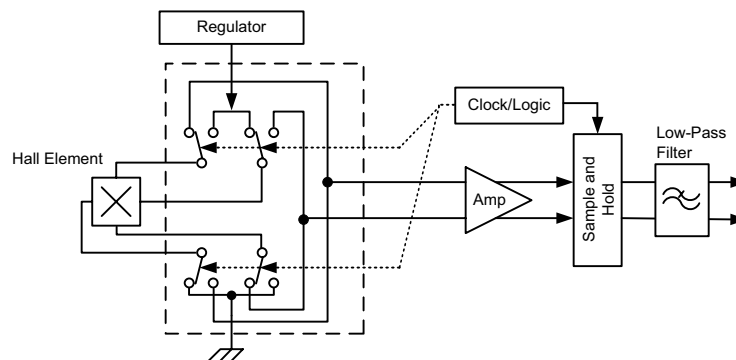 Regulator
Clock/Logic
Low-Pass
Filter
Hall Element
Amp
Sample and
Hold